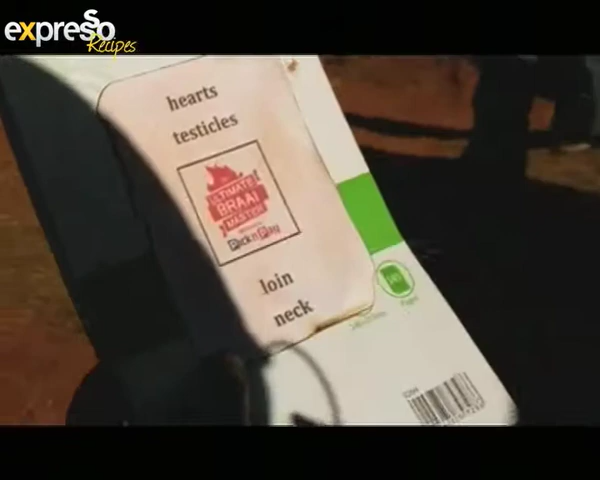 expresso
Recipes
hearts
testicles
ULTIMATE
BRAAI
MASTER
Pick n Pay
loin
neck